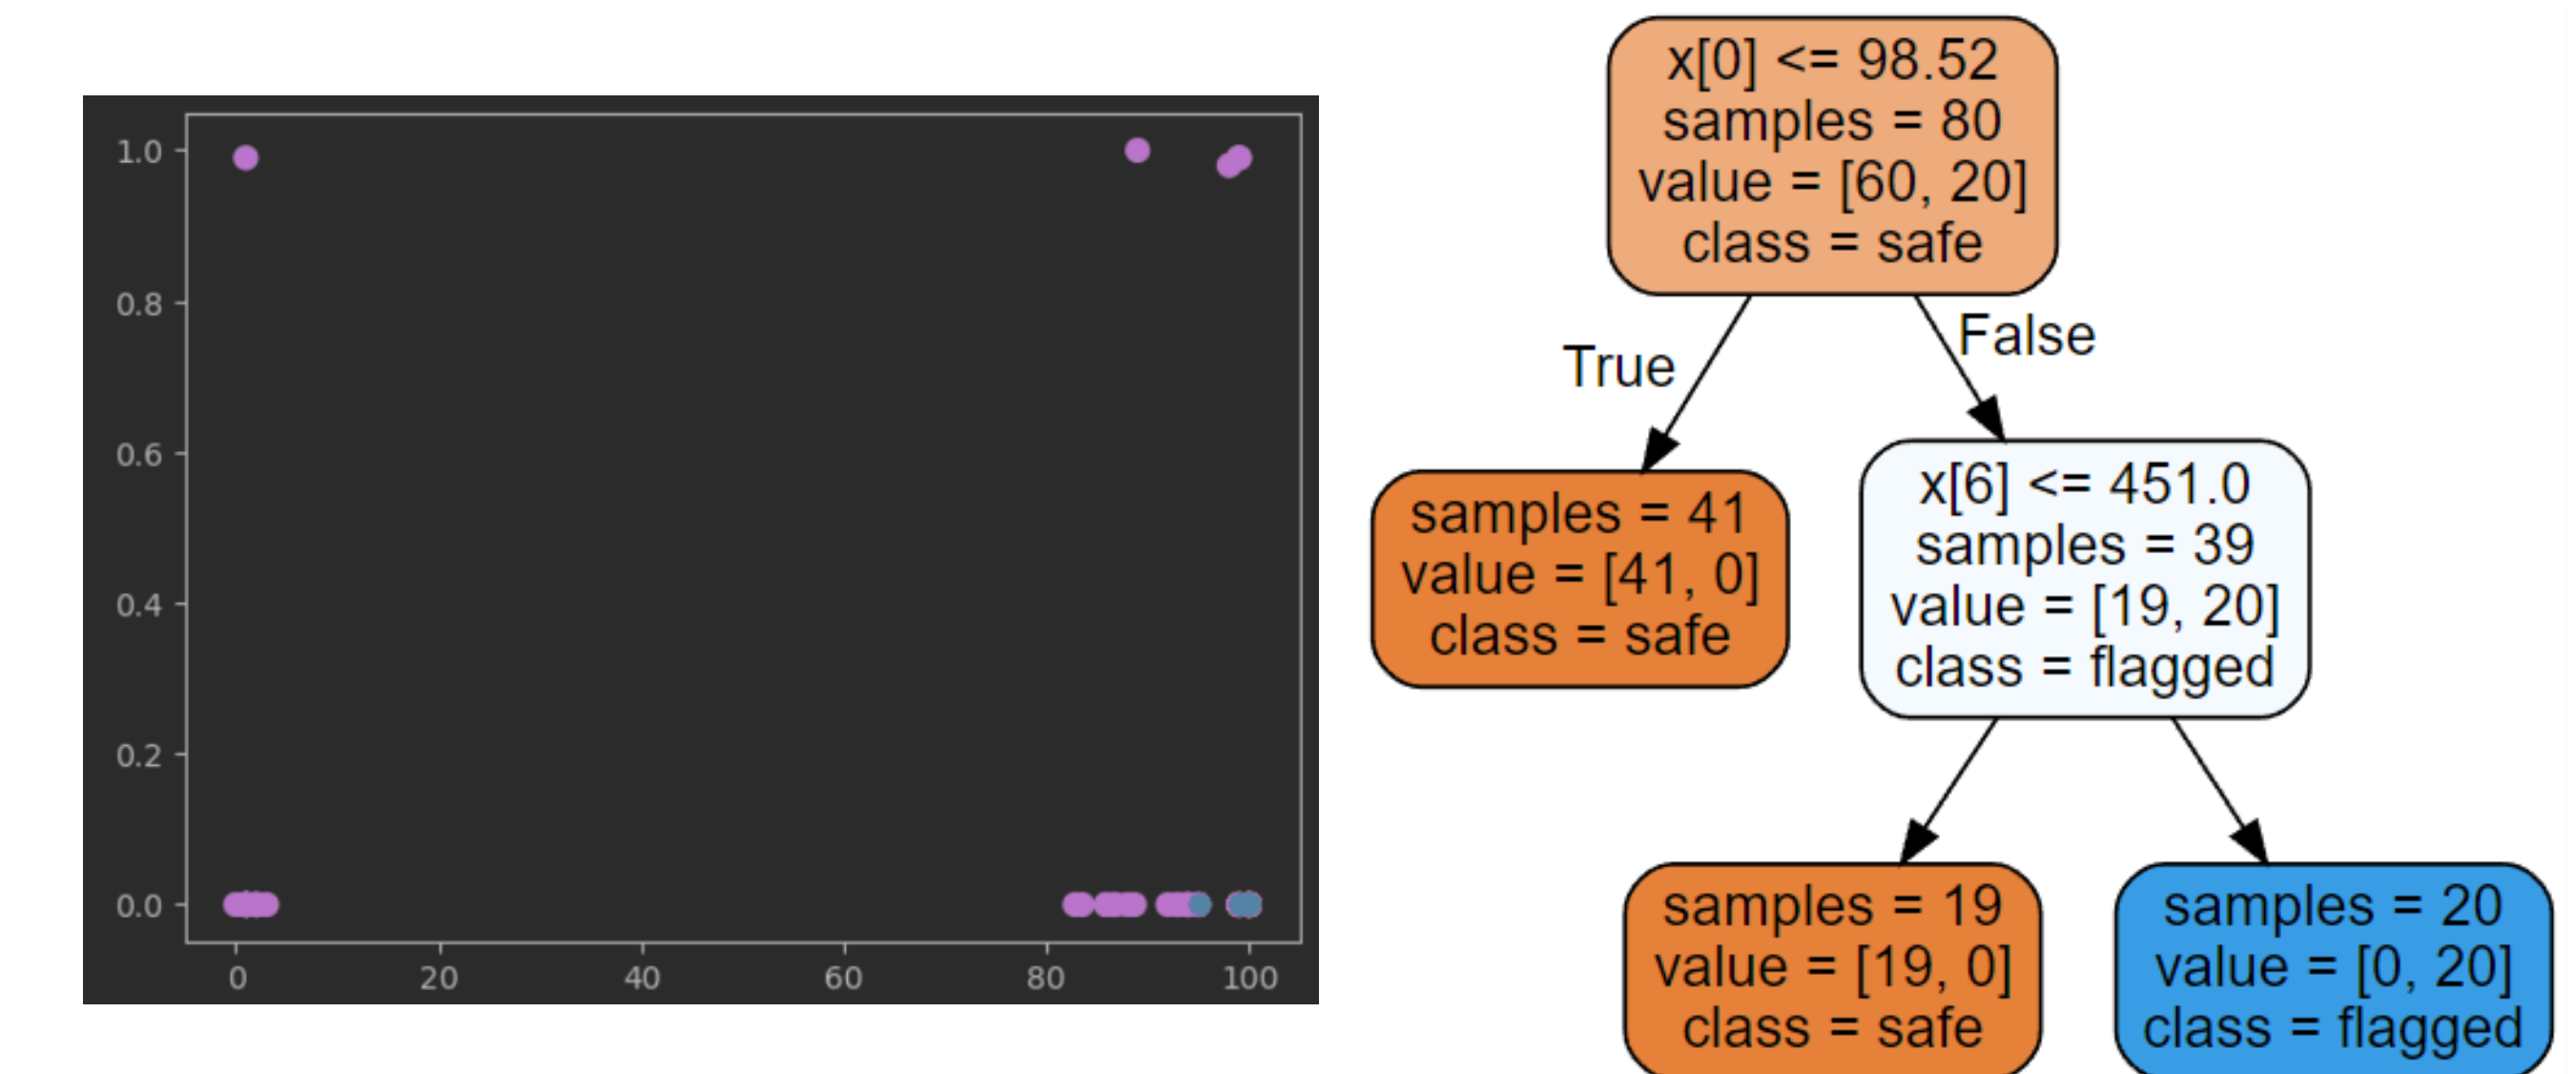 1.0
0.8
0.6
0.4
0.2
0.0
0 20 40 60 80 100
x[0] <= 98.52
samples = 80
value = [60, 20]
class = safe
True
False
samples = 41
value = [41, 0]
class = safe
x[6] <= 451.0
samples = 39
value = [19, 20]
class = flagged
samples = 19
value = [19, 0]
class = safe
samples = 20
value = [0, 20]
class = flagged